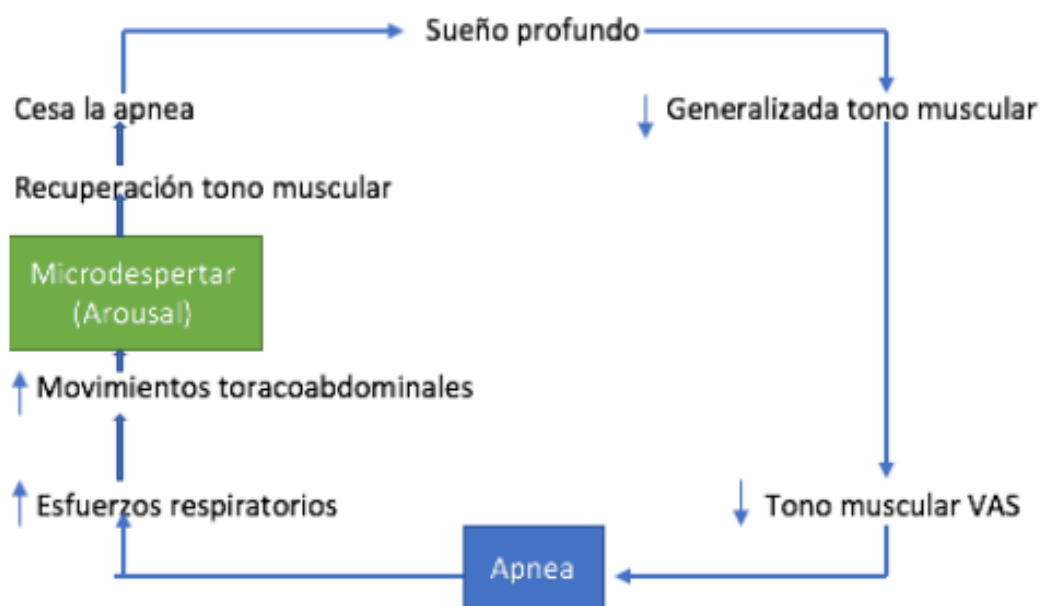 Sueño profundo
Cesa la apnea
↓ Generalizada tono muscular
Recuperación tono muscular
Microdespertar
(Arousal)
↑ Movimientos toracoabdominales
↑ Esfuerzos respiratorios
↓ Tono muscular VAS
Apnea